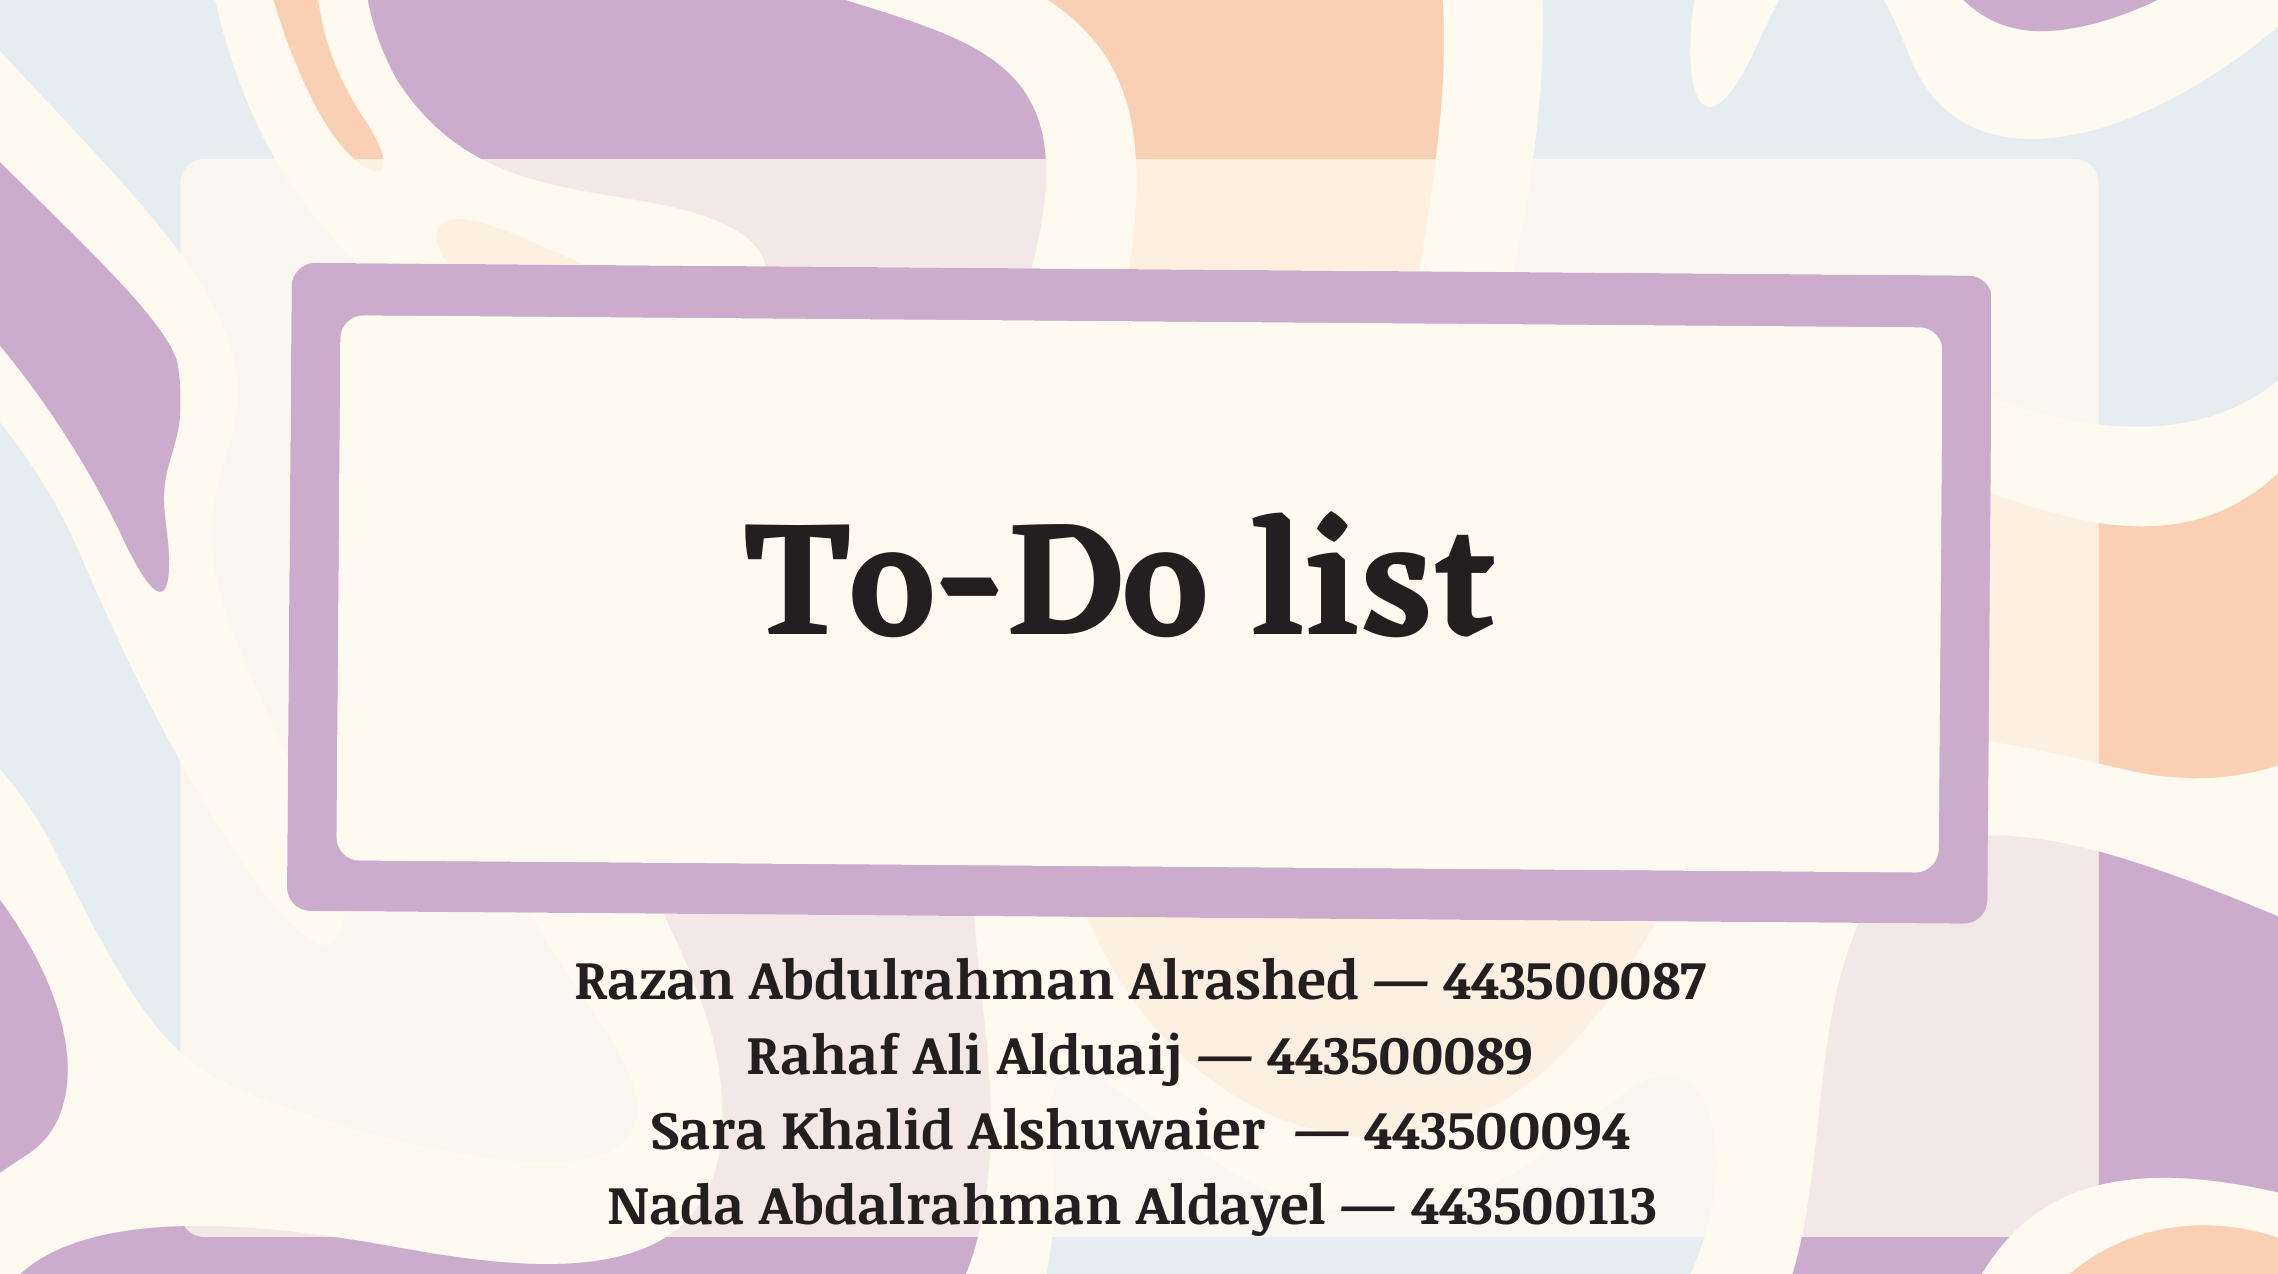 To-Do list
Razan Abdulrahman Alrashed — 443500087
Rahaf Ali Alduaij — 443500089
Sara Khalid Alshuwaier — 443500094
Nada Abdalrahman Aldayel — 443500113